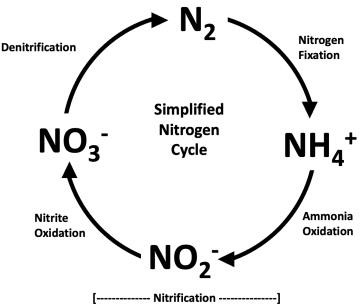 N2
Denitrification
Nitrogen
Fixation
Simplified
Nitrogen
Cycle
NO3-
NH4+
Nitrite
Oxidation
Ammonia
Oxidation
NO2-
[------------- Nitrification --------------]